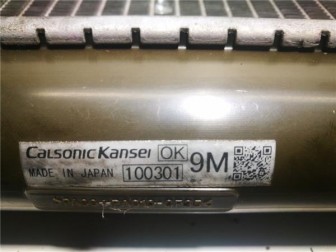 CalsonicKansei OK 9M
MADE IN JAPAN 100301